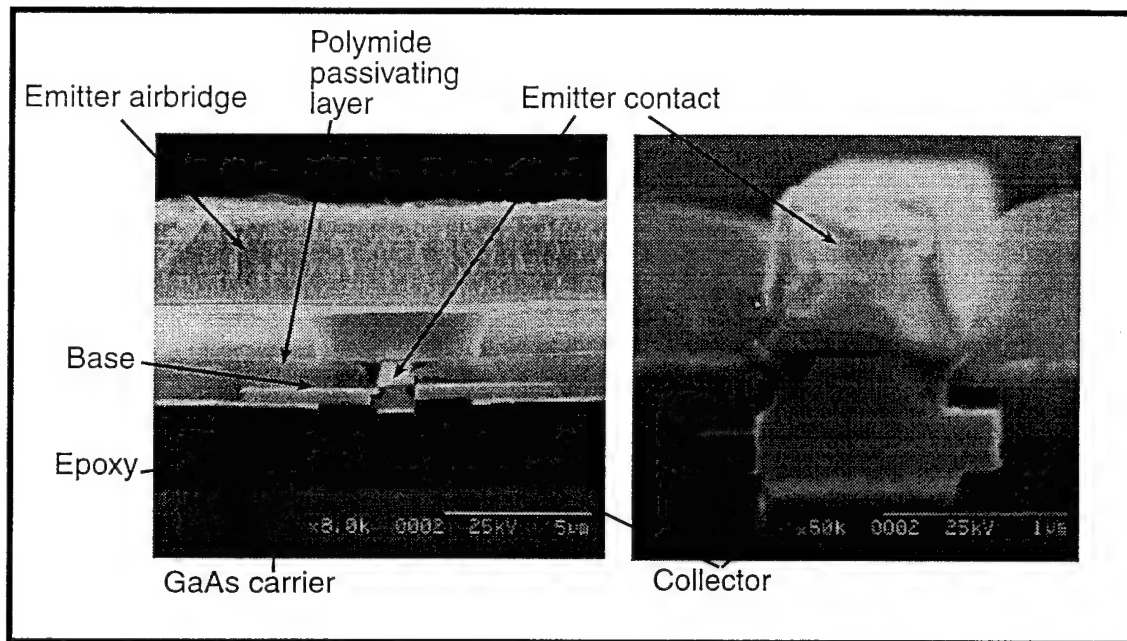 Polymide
passivating
layer
Emitter airbridge
Emitter contact
Base
Epoxy
x8.0k 0002 25kV 5µm
x50k 0002 25kV 1µm
GaAs carrier
Collector